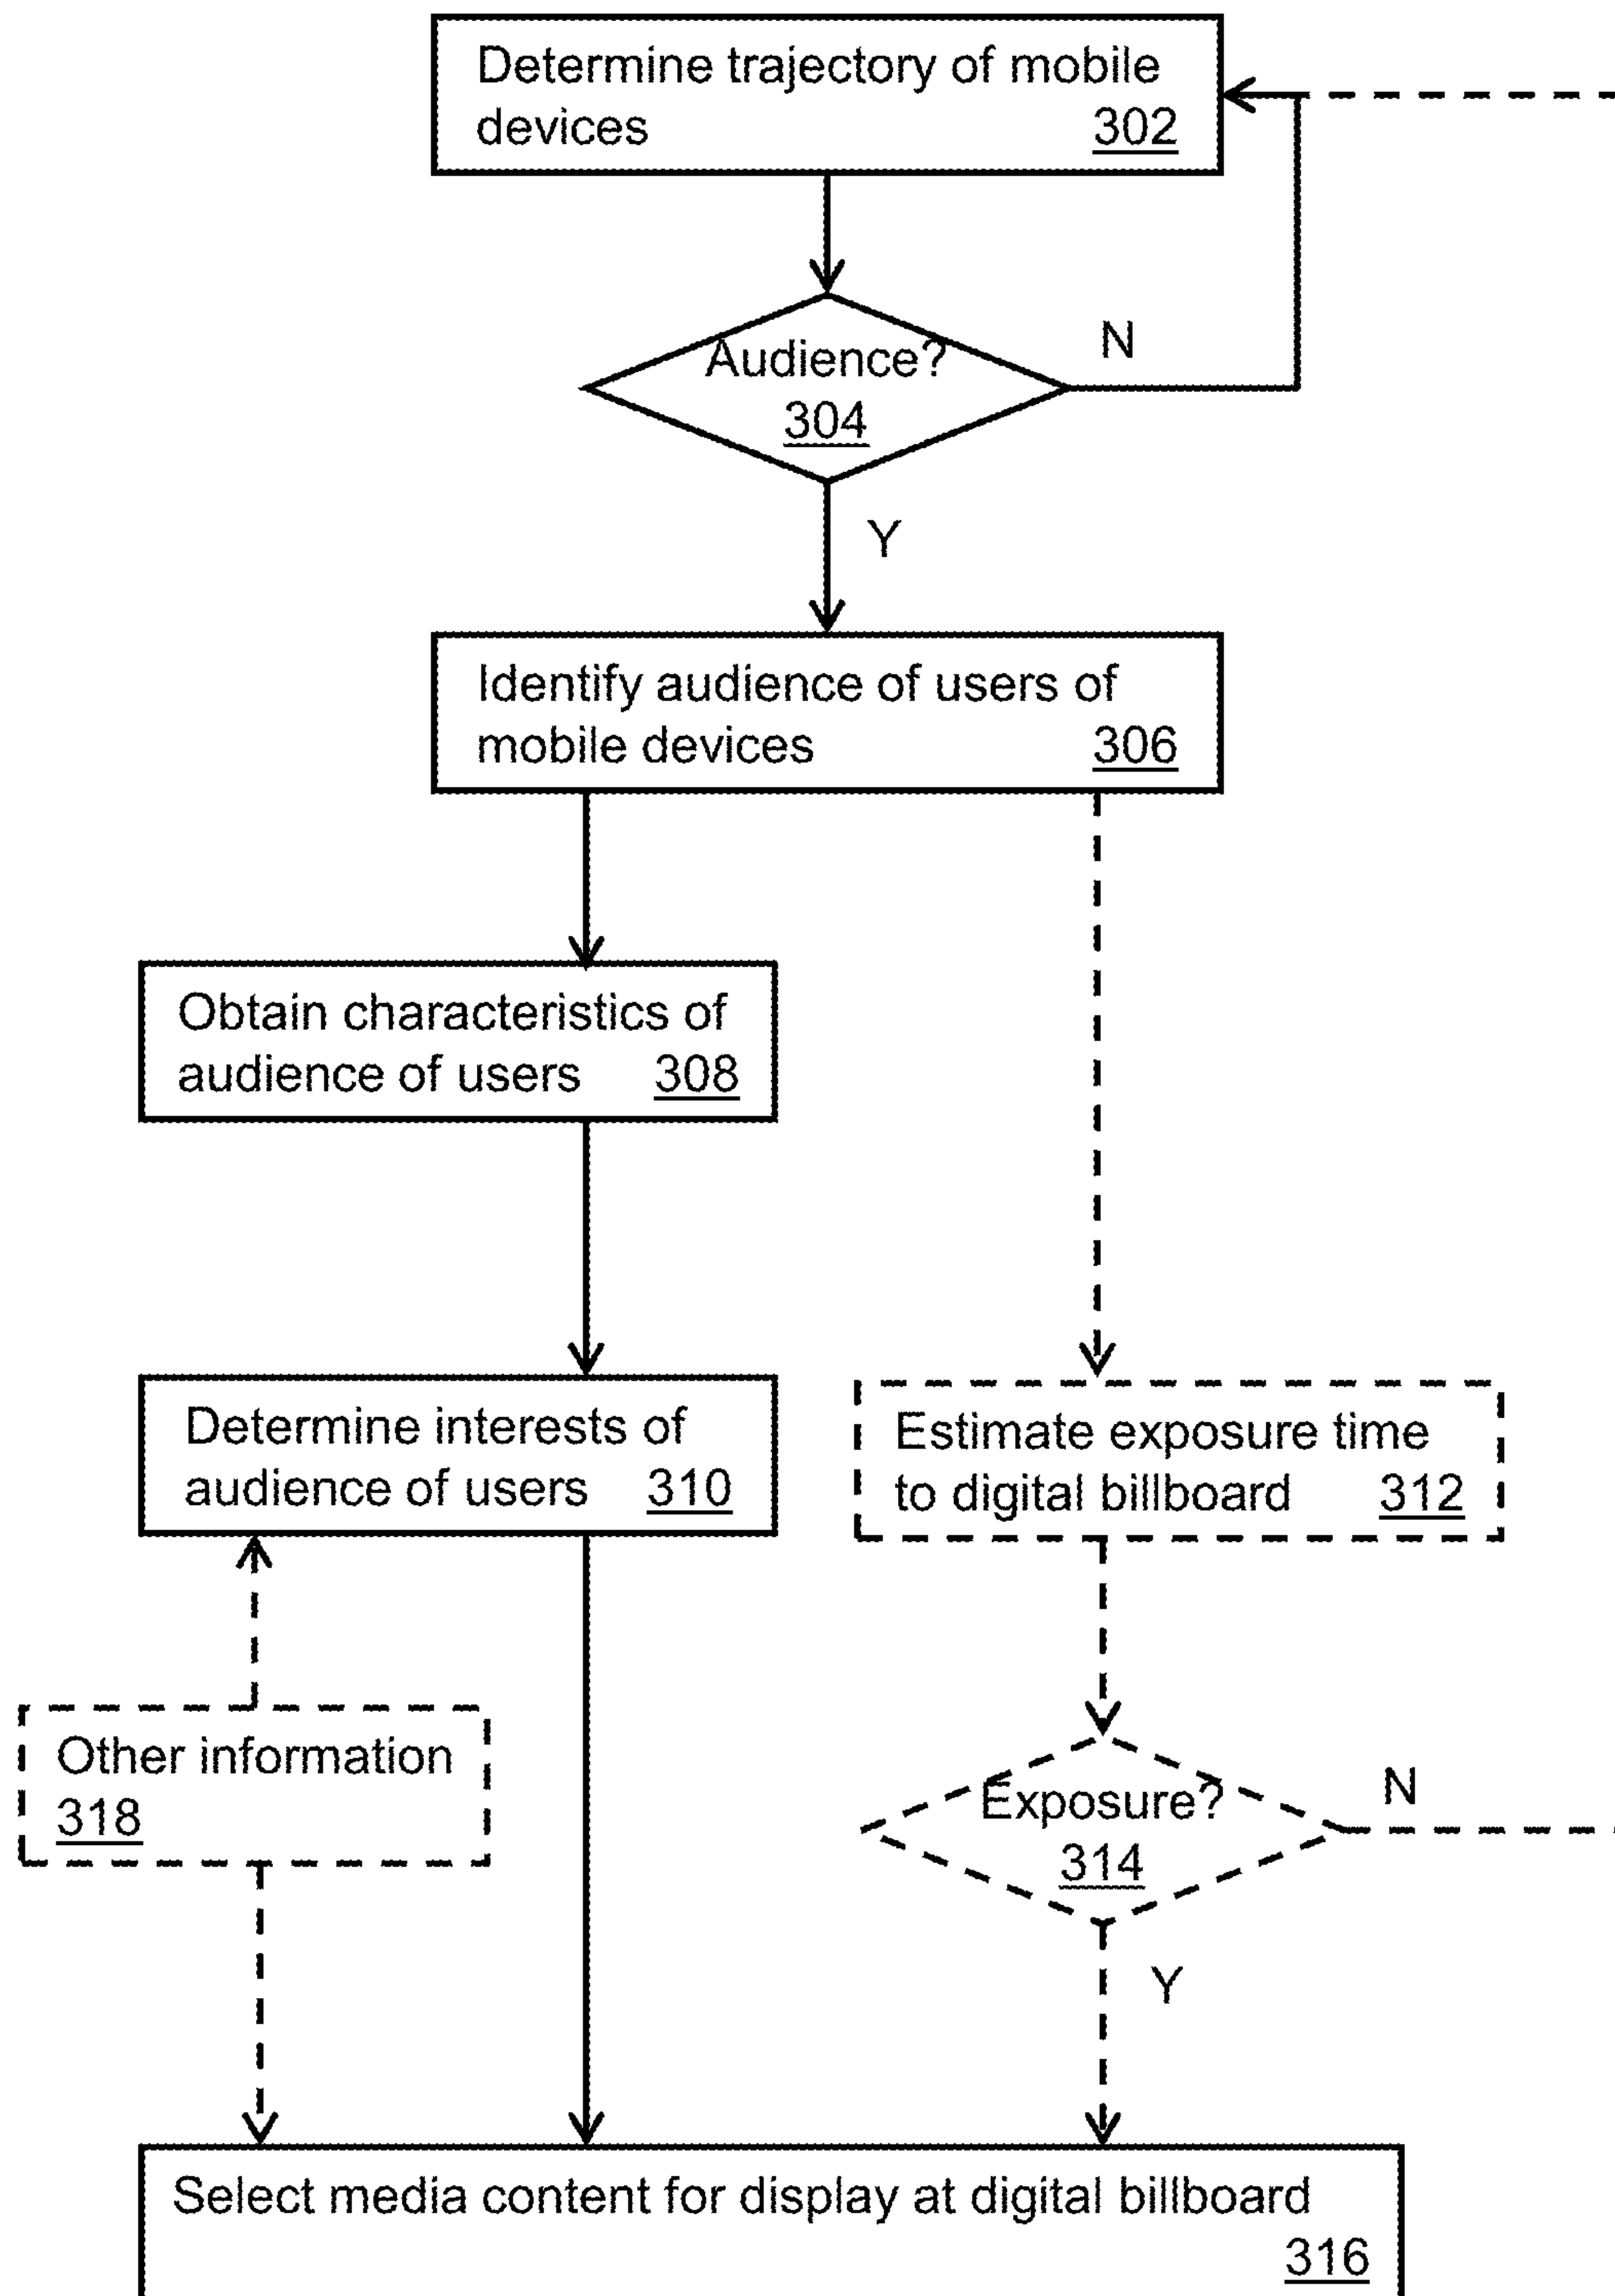 Determine trajectory of mobile
devices 302
Audience?
304
N
Y
Identify audience of users of
mobile devices 306
Obtain characteristics of
audience of users 308
Determine interests of
audience of users 310
Estimate exposure time
to digital billboard 312
Other information
318
Exposure?
314
N
Y
Select media content for display at digital billboard
316